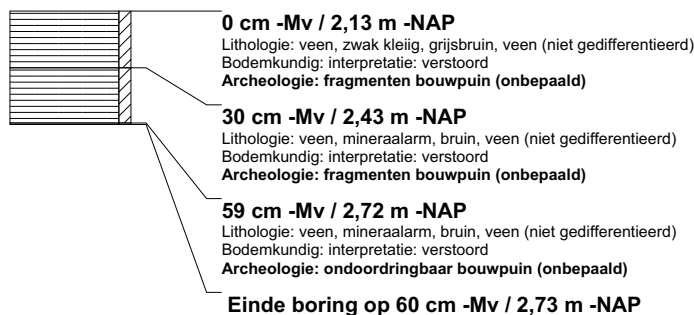 0 cm -Mv / 2,13 m -NAP
Lithologie: veen, zwak kleiig, grijsbruin, veen (niet gedifferentieerd)
Bodemkundig: interpretatie: verstoord
Archeologie: fragmenten bouwpuin (onbepaald)
30 cm -Mv / 2,43 m -NAP
Lithologie: veen, mineraalarm, bruin, veen (niet gedifferentieerd)
Bodemkundig: interpretatie: verstoord
Archeologie: fragmenten bouwpuin (onbepaald)
59 cm -Mv / 2,72 m -NAP
Lithologie: veen, mineraalarm, bruin, veen (niet gedifferentieerd)
Bodemkundig: interpretatie: verstoord
Archeologie: ondoordringbaar bouwpuin (onbepaald)
Einde boring op 60 cm -Mv / 2,73 m -NAP